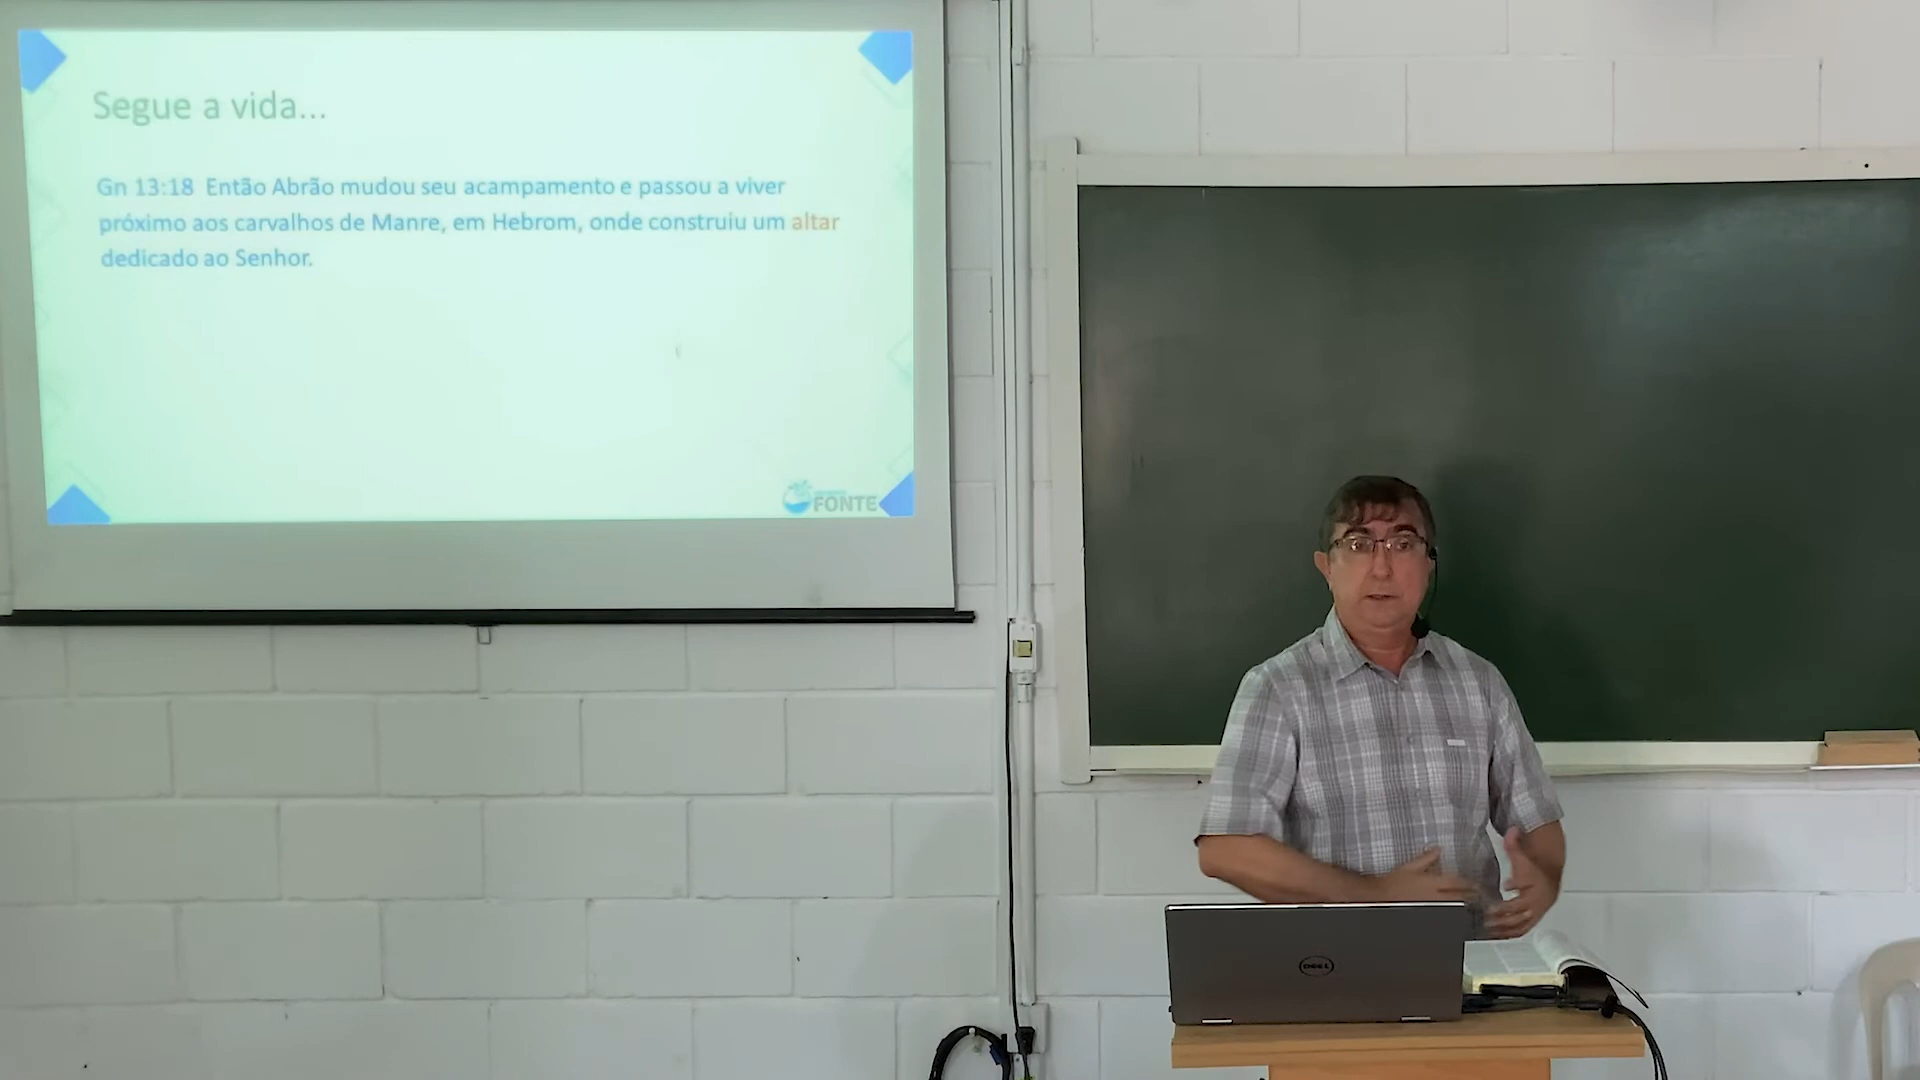 Segue a vida...
Gn 13:18 Então Abrão mudou seu acampamento e passou a viver
próximo aos carvalhos de Manre, em Hebrom, onde construiu um altar
dedicado ao Senhor.
FONTE
DELL